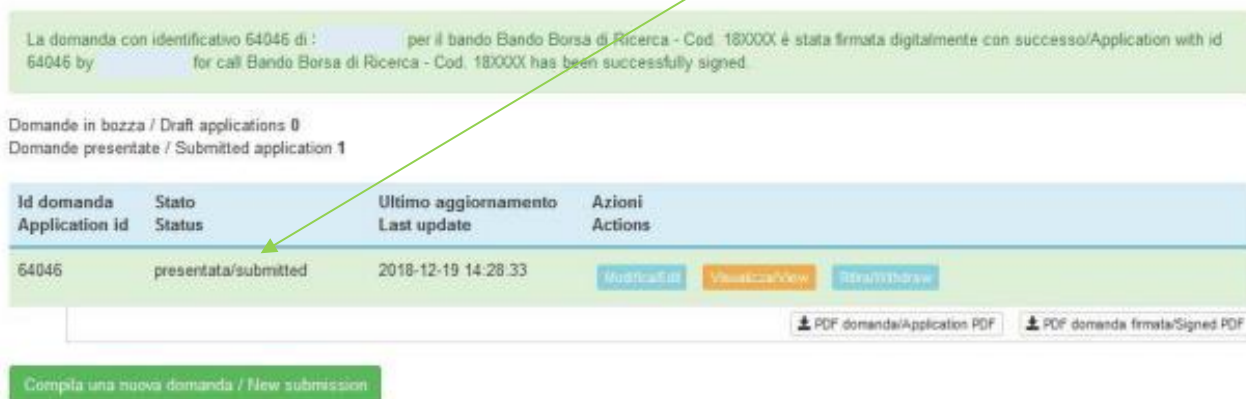 La domanda con identificativo 64046 di per il bando Bando Borsa di Ricerca - Cod. 18XXXX è stata firmata digitalmente con successo/Application with id
64046 by for call Bando Borsa di Ricerca - Cod. 18XXXX has been successfully signed.
Domande in bozza / Draft applications 0
Domande presentate / Submitted application 1
Id domanda Stato Ultimo aggiornamento Azioni
Application id Status Last update Actions
64046 presentata/submitted 2018-12-19 14:28:33 Modifica/Edit Visualizza/View Ritira/Withdraw
PDF domanda/Application PDF PDF domanda firmata/Signed PDF
Compila una nuova domanda / New submission